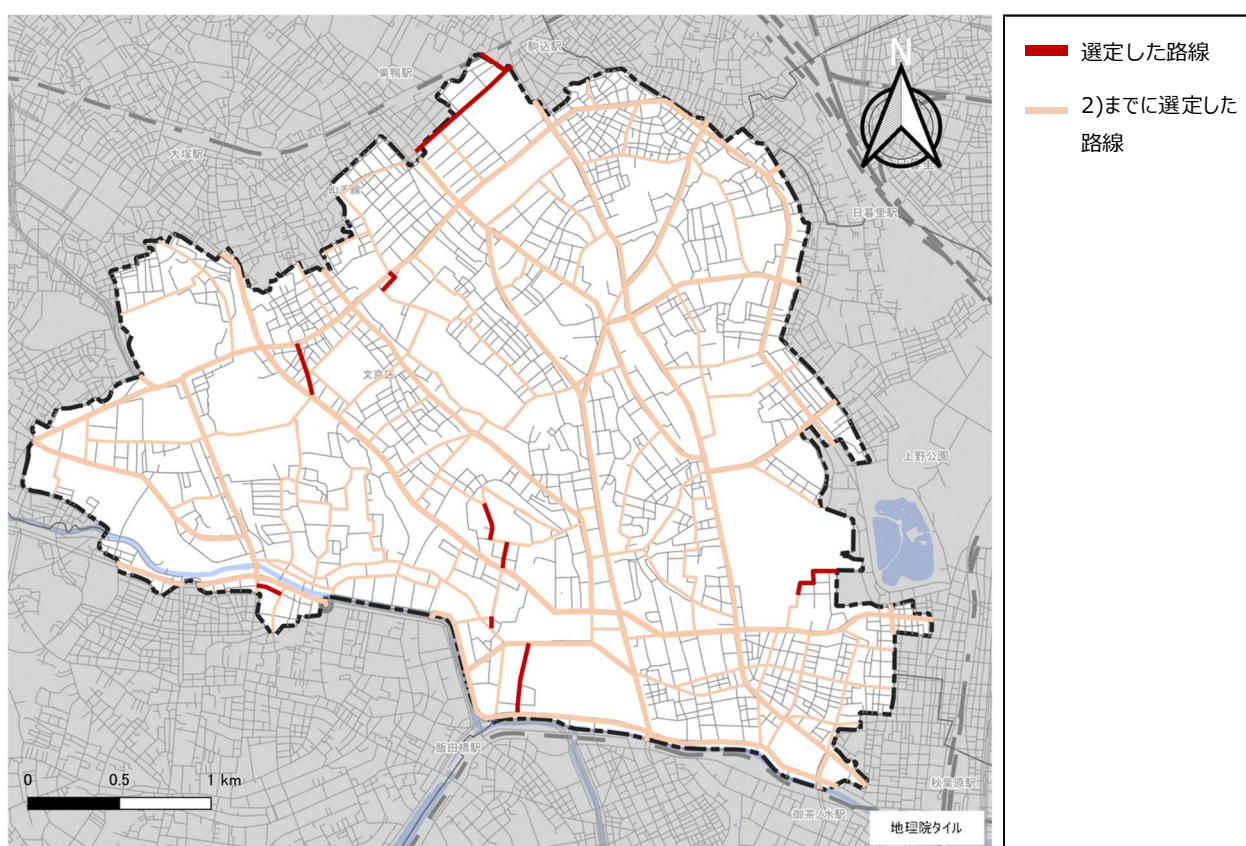 駒込駅
巣鴨駅
大塚駅
山手線
日暮里駅
文京区
上野公園
飯田橋駅
秋葉原駅
御茶ノ水駅
N
0 0.5 1 km
地理院タイル
選定した路線
2)までに選定した
路線